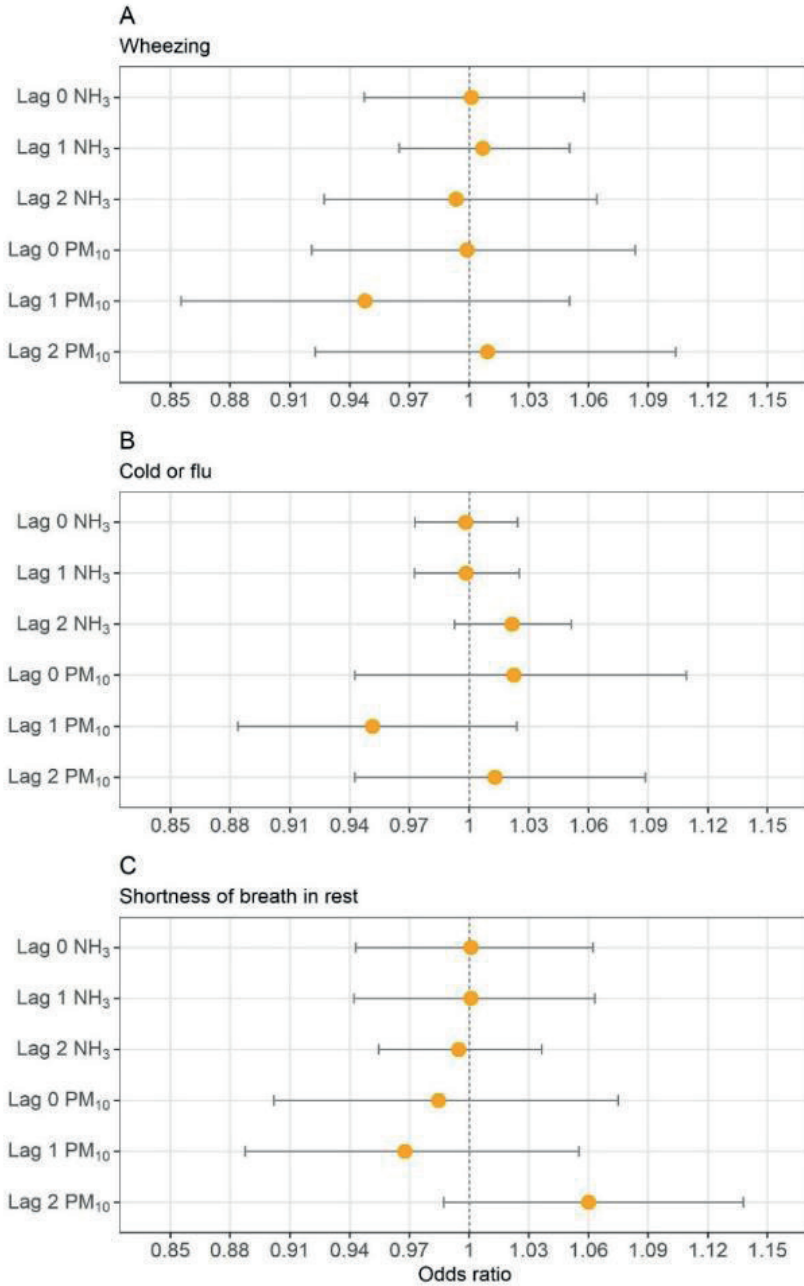 A
Wheezing
Lag 0 NH₃
Lag 1 NH₃
Lag 2 NH₃
Lag 0 PM₁₀
Lag 1 PM₁₀
Lag 2 PM₁₀
0.85 0.88 0.91 0.94 0.97 1 1.03 1.06 1.09 1.12 1.15
B
Cold or flu
Lag 0 NH₃
Lag 1 NH₃
Lag 2 NH₃
Lag 0 PM₁₀
Lag 1 PM₁₀
Lag 2 PM₁₀
0.85 0.88 0.91 0.94 0.97 1 1.03 1.06 1.09 1.12 1.15
C
Shortness of breath in rest
Lag 0 NH₃
Lag 1 NH₃
Lag 2 NH₃
Lag 0 PM₁₀
Lag 1 PM₁₀
Lag 2 PM₁₀
0.85 0.88 0.91 0.94 0.97 1 1.03 1.06 1.09 1.12 1.15
Odds ratio